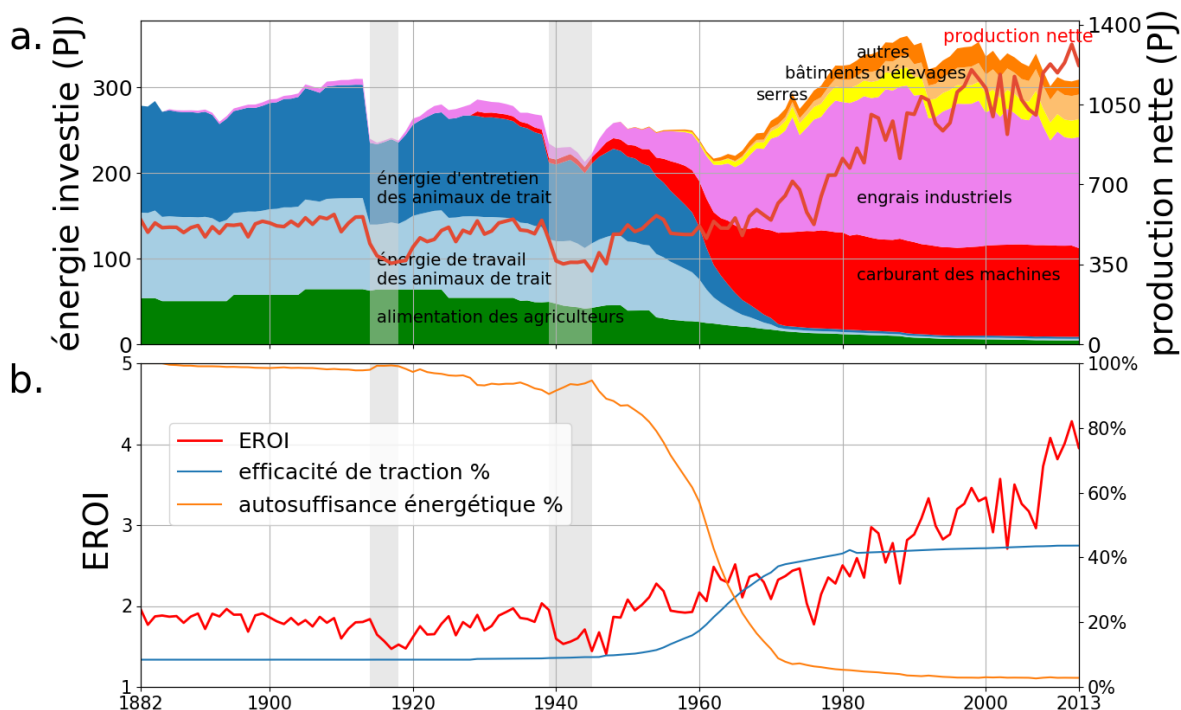 a.
énergie investie (PJ)
300
200
100
0
production nette
autres
bâtiments d'élevages
serres
énergie d'entretien
des animaux de trait
engrais industriels
énergie de travail
des animaux de trait
carburant des machines
alimentation des agriculteurs
1400
1050
700
350
0
production nette (PJ)
b.
EROI
5
4
3
2
1
EROI
efficacité de traction %
autosuffisance énergétique %
100%
80%
60%
40%
20%
0%
1882
1900
1920
1940
1960
1980
2000
2013